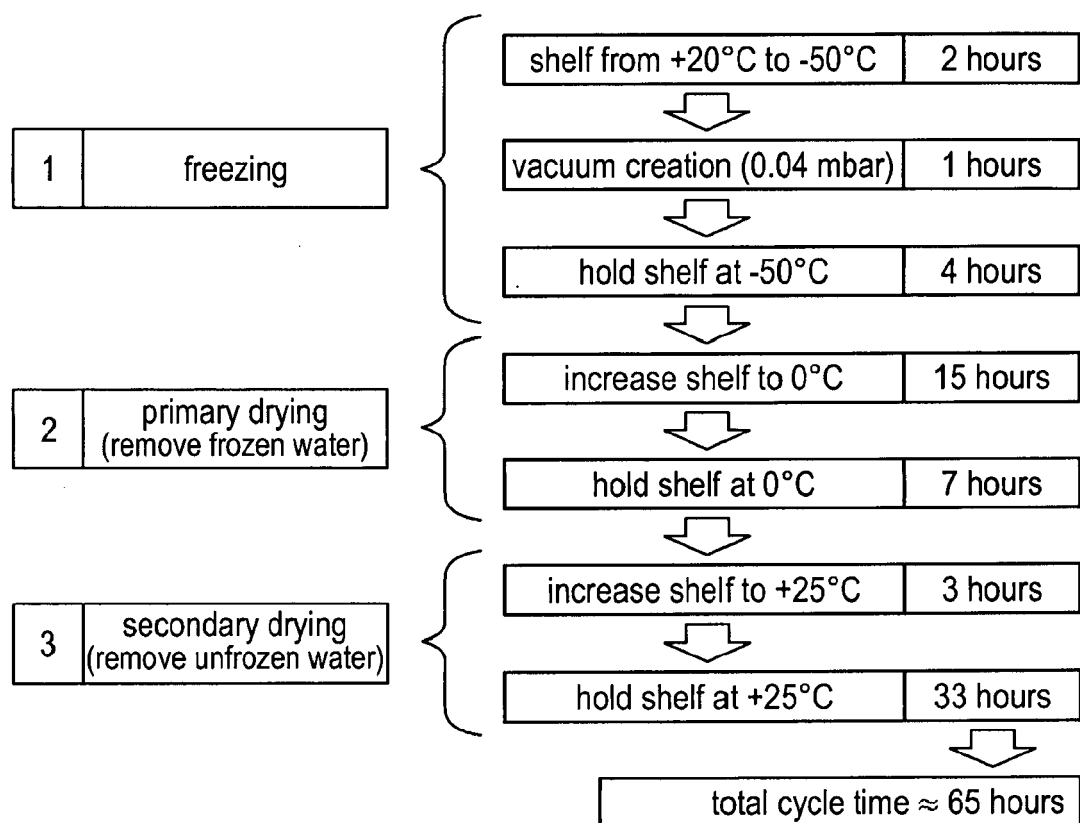 shelf from +20°C to -50°C 2 hours
1 freezing
vacuum creation (0.04 mbar) 1 hours
hold shelf at -50°C 4 hours
2 primary drying
(remove frozen water)
increase shelf to 0°C 15 hours
hold shelf at 0°C 7 hours
3 secondary drying
(remove unfrozen water)
increase shelf to +25°C 3 hours
hold shelf at +25°C 33 hours
total cycle time ≈ 65 hours